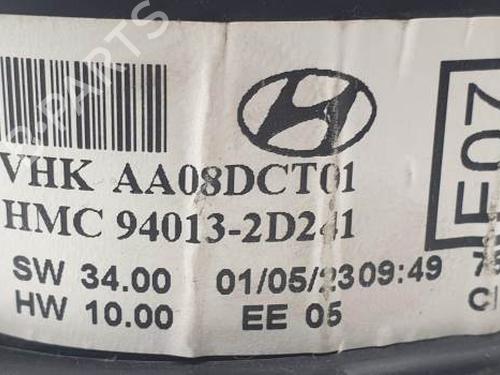 VHK AA08DCT01
HMC 94013-2D241
SW 34.00 01/05/23 09:49
HW 10.00 EE 05
E07